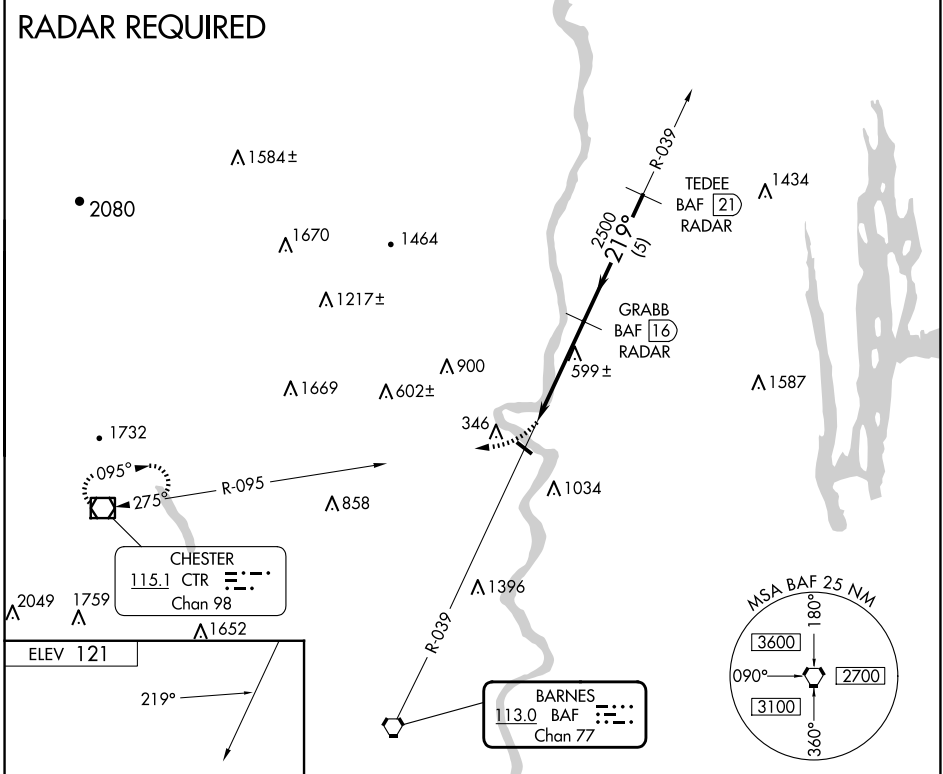 RADAR REQUIRED
R-039
1584±
TEDEE
BAF 21
RADAR
1434
2080
2500
219°
(5)
1670
1464
1217±
GRABB
BAF 16
RADAR
599±
900
1669
602±
1587
346
1732
095°
275°
R-095
858
1034
CHESTER
115.1 CTR
Chan 98
1396
2049
1759
1652
R-039
MSA BAF 25 NM
180°
3600
090°
2700
3100
360°
ELEV 121
219°
BARNES
113.0 BAF
Chan 77